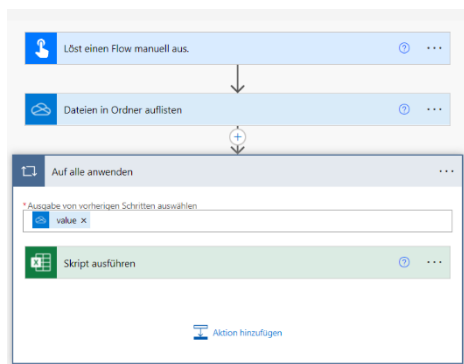 Löst einen Flow manuell aus.
Dateien in Ordner auflisten
Auf alle anwenden
*Ausgabe von vorherigen Schritten auswählen
value ×
Skript ausführen
Aktion hinzufügen